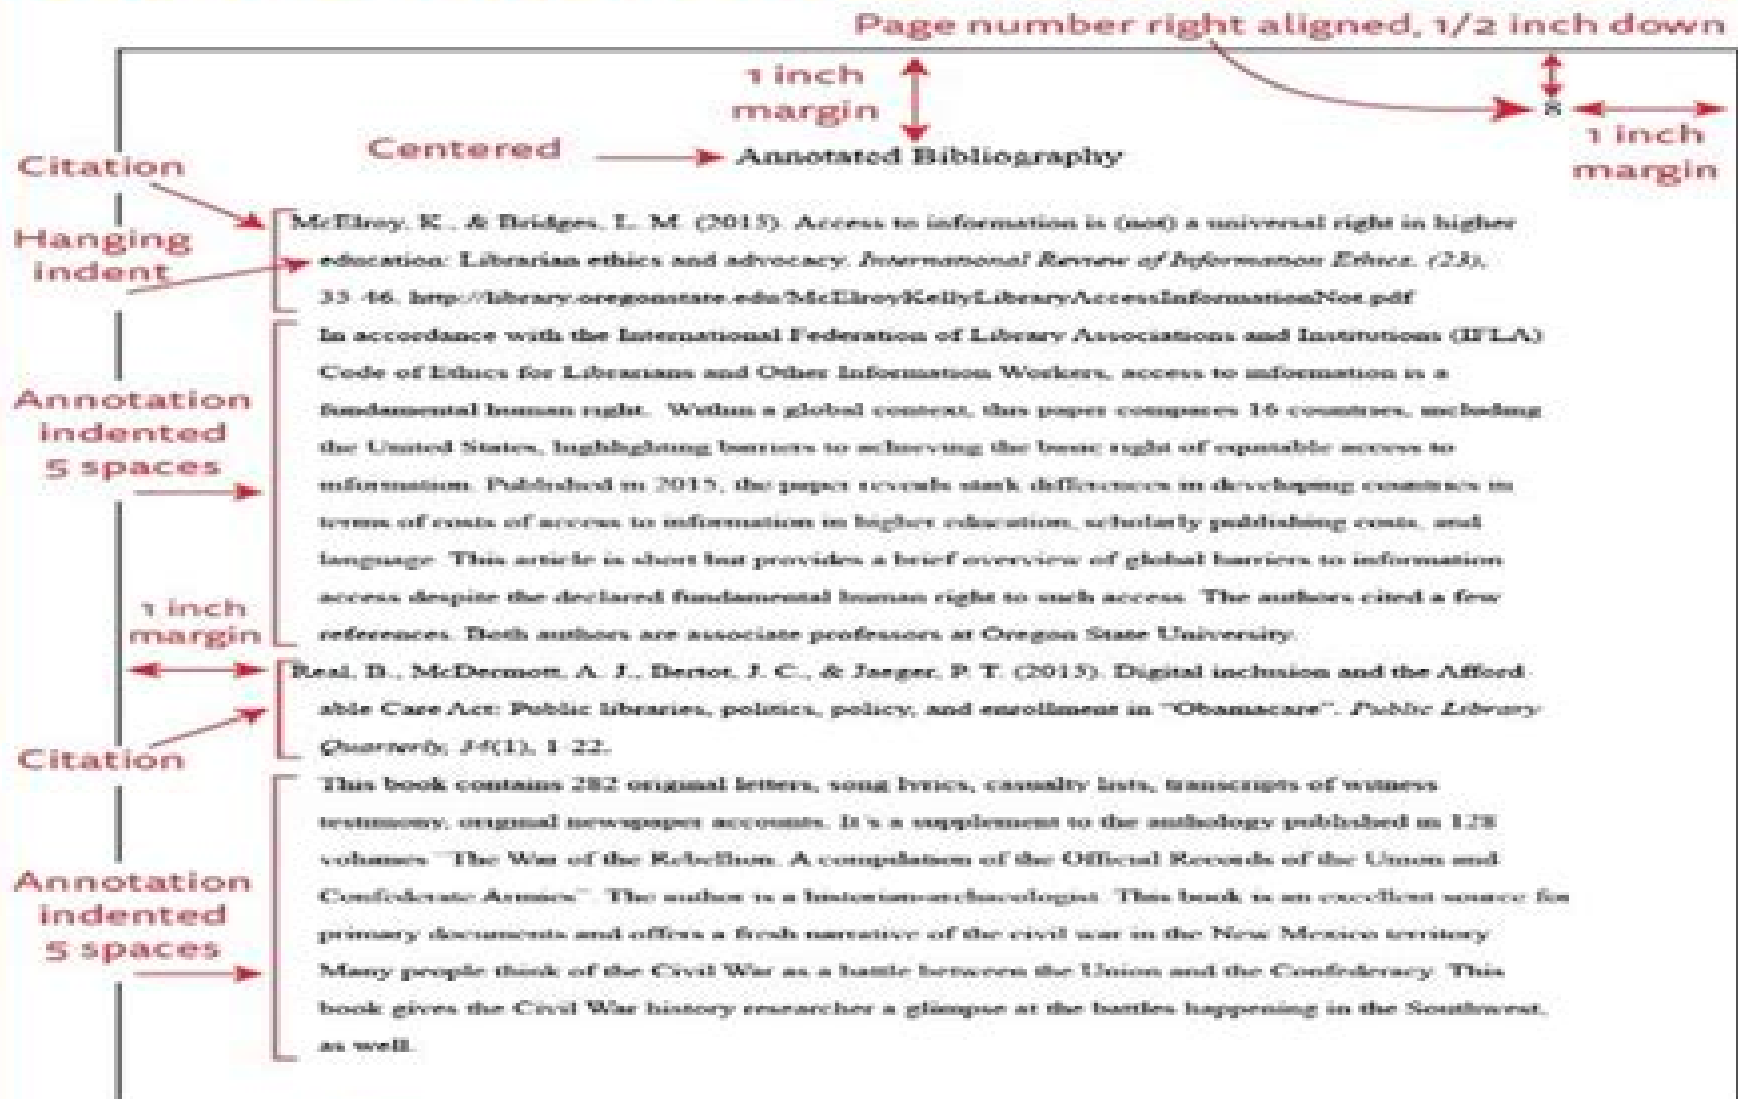 Page number right aligned, 1/2 inch down
1 inch
margin
8
1 inch
margin
Centered
Annotated Bibliography
Citation
McElroy, K., & Bridges, L. M. (2015). Access to information is (not) a universal right in higher
Hanging
indent
education: Librarian ethics and advocacy. International Review of Information Ethics. (23),
33-46. http://library.oregonstate.edu/McElroyKellyLibraryAccessInformationNot.pdf
In accordance with the International Federation of Library Associations and Institutions (IFLA)
Code of Ethics for Librarians and Other Information Workers, access to information is a
Annotation
indented
5 spaces
fundamental human right. Within a global context, this paper compares 16 countries, including
the United States, highlighting barriers to achieving the basic right of equitable access to
information. Published in 2015, the paper reveals stark differences in developing countries in
terms of costs of access to information in higher education, scholarly publishing costs, and
language. This article is short but provides a brief overview of global barriers to information
access despite the declared fundamental human right to such access. The authors cited a few
references. Both authors are associate professors at Oregon State University.
1 inch
margin
Real, B., McDermott, A. J., Bertot, J. C., & Jaeger, P. T. (2015). Digital inclusion and the Afford-
able Care Act: Public libraries, politics, policy, and enrollment in "Obamacare". Public Library
Quarterly, 34(1), 1-22.
Citation
This book contains 282 original letters, song lyrics, casualty lists, transcripts of witness
testimony, original newspaper accounts. It's a supplement to the anthology published in 128
volumes "The War of the Rebellion. A compilation of the Official Records of the Union and
Confederate Armies". The author is a historian-archaeologist. This book is an excellent source for
Annotation
indented
5 spaces
primary documents and offers a fresh narrative of the civil war in the New Mexico territory.
Many people think of the Civil War as a battle between the Union and the Confederacy. This
book gives the Civil War history researcher a glimpse at the battles happening in the Southwest,
as well.